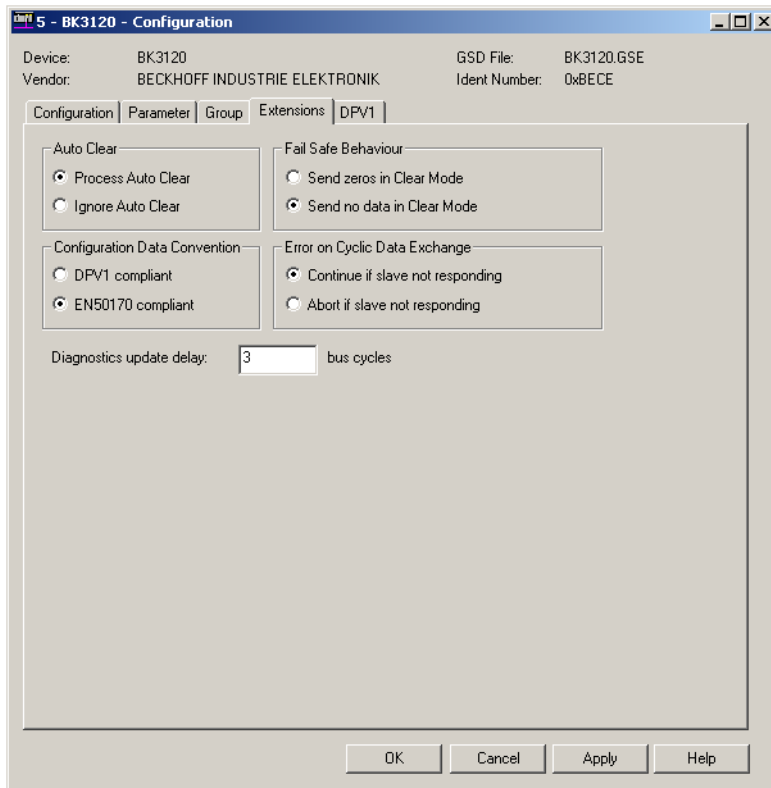 5 - BK3120 - Configuration
Device: BK3120 GSD File: BK3120.GSE
Vendor: BECKHOFF INDUSTRIE ELEKTRONIK Ident Number: 0xBECE
Configuration Parameter Group Extensions DPV1
Auto Clear Fail Safe Behaviour
Process Auto Clear Send zeros in Clear Mode
Ignore Auto Clear Send no data in Clear Mode
Configuration Data Convention Error on Cyclic Data Exchange
DPV1 compliant Continue if slave not responding
EN50170 compliant Abort if slave not responding
Diagnostics update delay: 3 bus cycles
OK Cancel Apply Help